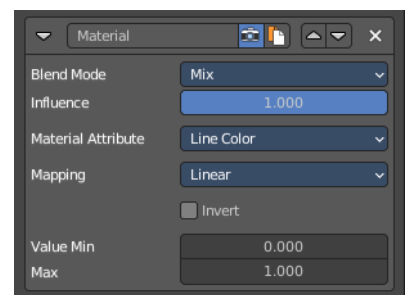 Material
Blend Mode Mix
Influence 1.000
Material Attribute Line Color
Mapping Linear
Invert
Value Min 0.000
Max 1.000